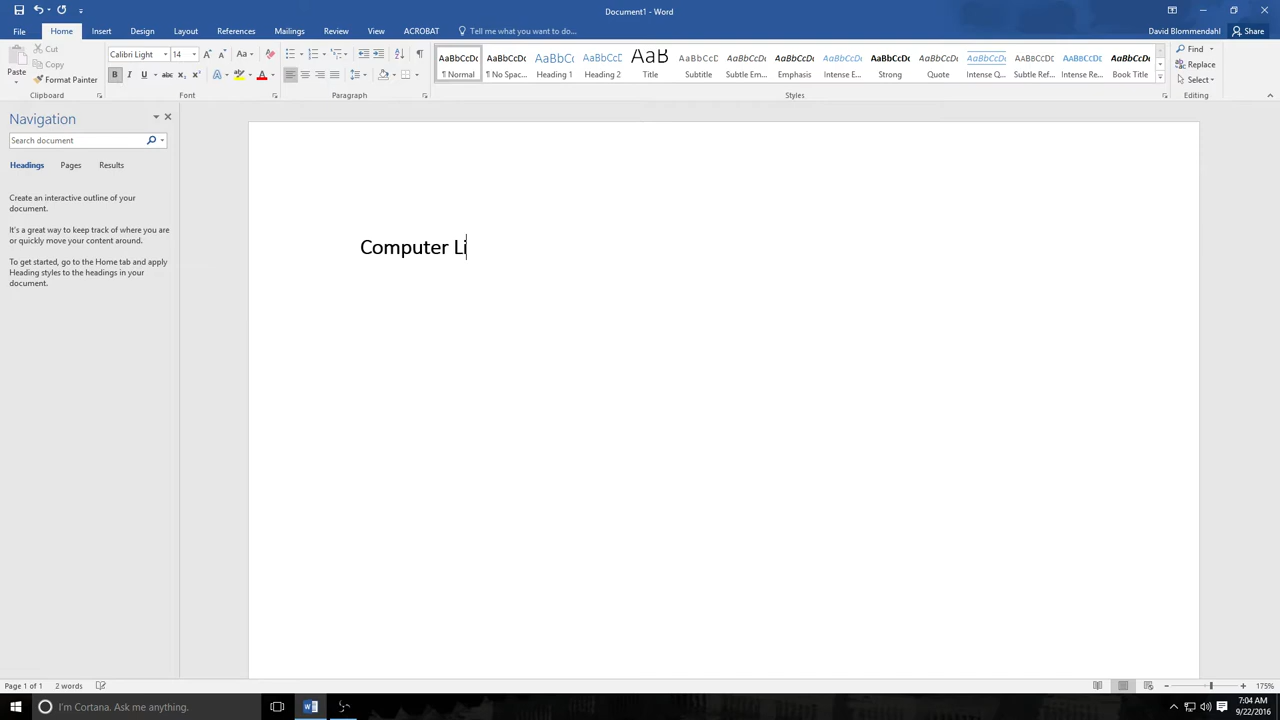 Document1 - Word
File Home Insert Design Layout References Mailings Review View ACROBAT Tell me what you want to do... David Blommendahl Share
Paste
Cut
Copy
Format Painter
Clipboard
Calibri Light 14
Font
Paragraph
AaBbCcDc AaBbCcDc AaBbCc AaBbCcC AaB AaBbCcD AaBbCcDc AaBbCcDc AaBbCcDc AaBbCcDc AaBbCcDc AaBbCcDc AaBbCcDc AaBbCcDc AaBbCcDc
¶ Normal ¶ No Spac... Heading 1 Heading 2 Title Subtitle Subtle Em... Emphasis Intense E... Strong Quote Intense Q... Subtle Ref... Intense Re... Book Title
Styles
Find
Replace
Select
Editing
Navigation
Search document
Headings Pages Results
Create an interactive outline of your
document.
It's a great way to keep track of where you are
or quickly move your content around.
To get started, go to the Home tab and apply
Heading styles to the headings in your
document.
Computer Li
Page 1 of 1 2 words 175%
I'm Cortana. Ask me anything.
7:04 AM
9/22/2016